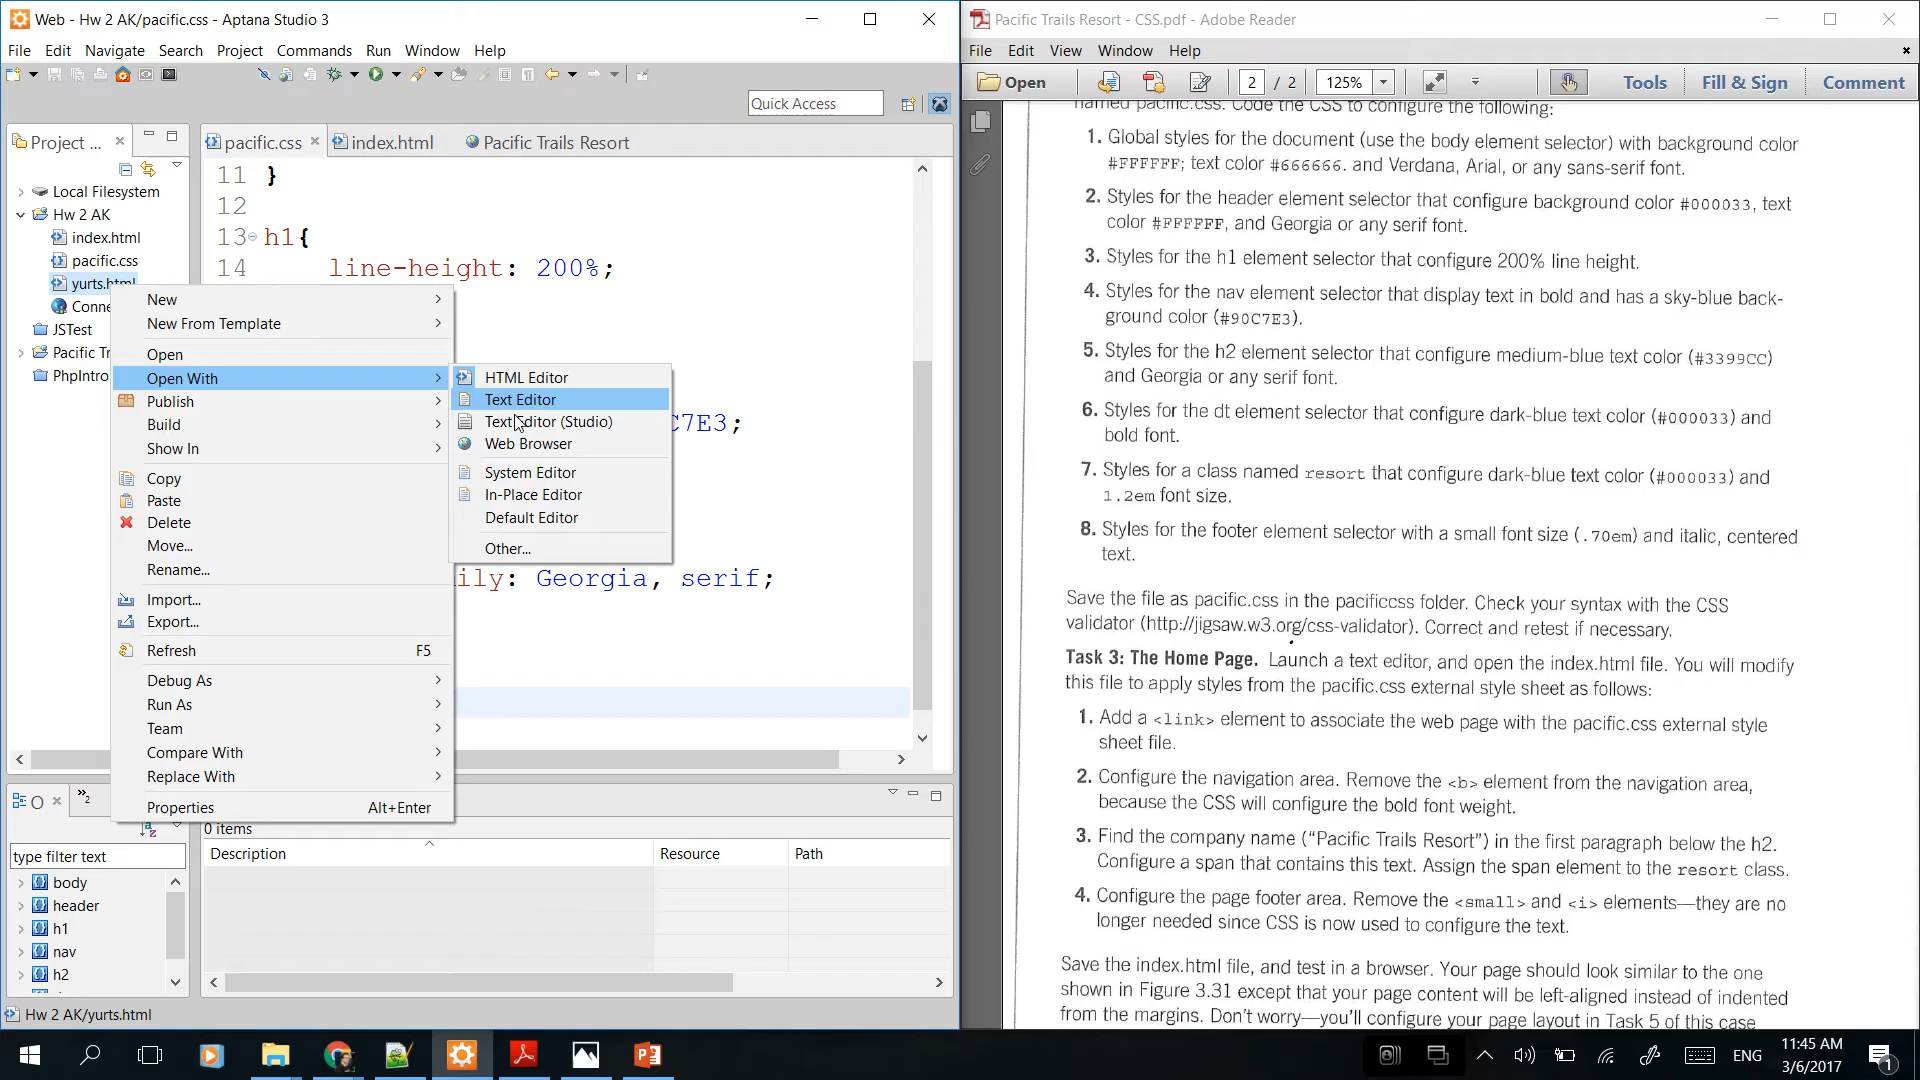 Web - Hw 2 AK/pacific.css - Aptana Studio 3
File Edit Navigate Search Project Commands Run Window Help
Quick Access
Project ...
pacific.css
index.html
Pacific Trails Resort
Local Filesystem
Hw 2 AK
index.html
pacific.css
yurts.html
Conne
JSTest
Pacific Tr
PhpIntro
11 }
12
13 h1{
14 line-height: 200%;
C7E3;
ily: Georgia, serif;
New
New From Template
Open
Open With
Publish
Build
Show In
Copy
Paste
Delete
Move...
Rename...
Import...
Export...
Refresh F5
Debug As
Run As
Team
Compare With
Replace With
Properties Alt+Enter
HTML Editor
Text Editor
Text Editor (Studio)
Web Browser
System Editor
In-Place Editor
Default Editor
Other...
O
»2
0 items
Description Resource Path
type filter text
body
header
h1
nav
h2
Hw 2 AK/yurts.html
Pacific Trails Resort - CSS.pdf - Adobe Reader
File Edit View Window Help
Open 2 / 2 125% Tools Fill & Sign Comment
named pacific.css. Code the CSS to configure the following:
1. Global styles for the document (use the body element selector) with background color
#FFFFFF; text color #666666. and Verdana, Arial, or any sans-serif font.
2. Styles for the header element selector that configure background color #000033, text
color #FFFFFF, and Georgia or any serif font.
3. Styles for the h1 element selector that configure 200% line height.
4. Styles for the nav element selector that display text in bold and has a sky-blue back-
ground color (#90C7E3).
5. Styles for the h2 element selector that configure medium-blue text color (#3399CC)
and Georgia or any serif font.
6. Styles for the dt element selector that configure dark-blue text color (#000033) and
bold font.
7. Styles for a class named resort that configure dark-blue text color (#000033) and
1.2em font size.
8. Styles for the footer element selector with a small font size (.70em) and italic, centered
text.
Save the file as pacific.css in the pacificcss folder. Check your syntax with the CSS
validator (http://jigsaw.w3.org/css-validator). Correct and retest if necessary.
Task 3: The Home Page. Launch a text editor, and open the index.html file. You will modify
this file to apply styles from the pacific.css external style sheet as follows:
1. Add a <link> element to associate the web page with the pacific.css external style
sheet file.
2. Configure the navigation area. Remove the <b> element from the navigation area,
because the CSS will configure the bold font weight.
3. Find the company name (“Pacific Trails Resort”) in the first paragraph below the h2.
Configure a span that contains this text. Assign the span element to the resort class.
4. Configure the page footer area. Remove the <small> and <i> elements—they are no
longer needed since CSS is now used to configure the text.
Save the index.html file, and test in a browser. Your page should look similar to the one
shown in Figure 3.31 except that your page content will be left-aligned instead of indented
from the margins. Don’t worry—you’ll configure your page layout in Task 5 of this case
ENG
11:45 AM
3/6/2017
1